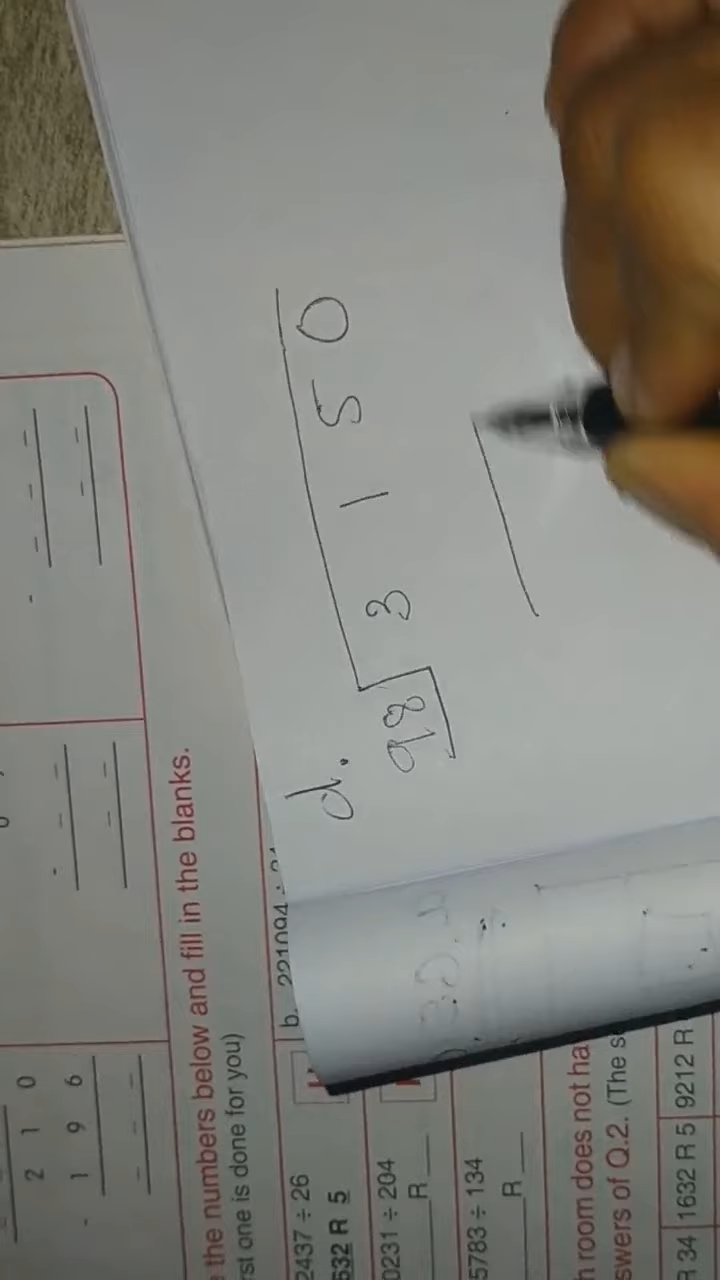 d.
98 3 1 5 0
2 1 0
- 1 9 6
the numbers below and fill in the blanks.
rst one is done for you)
2437 ÷ 26
632 R 5
b. 221094 ÷
0231 ÷ 204
R
5783 ÷ 134
R
n room does not ha
swers of Q.2. (The s
R 34 1632 R 5 9212 R